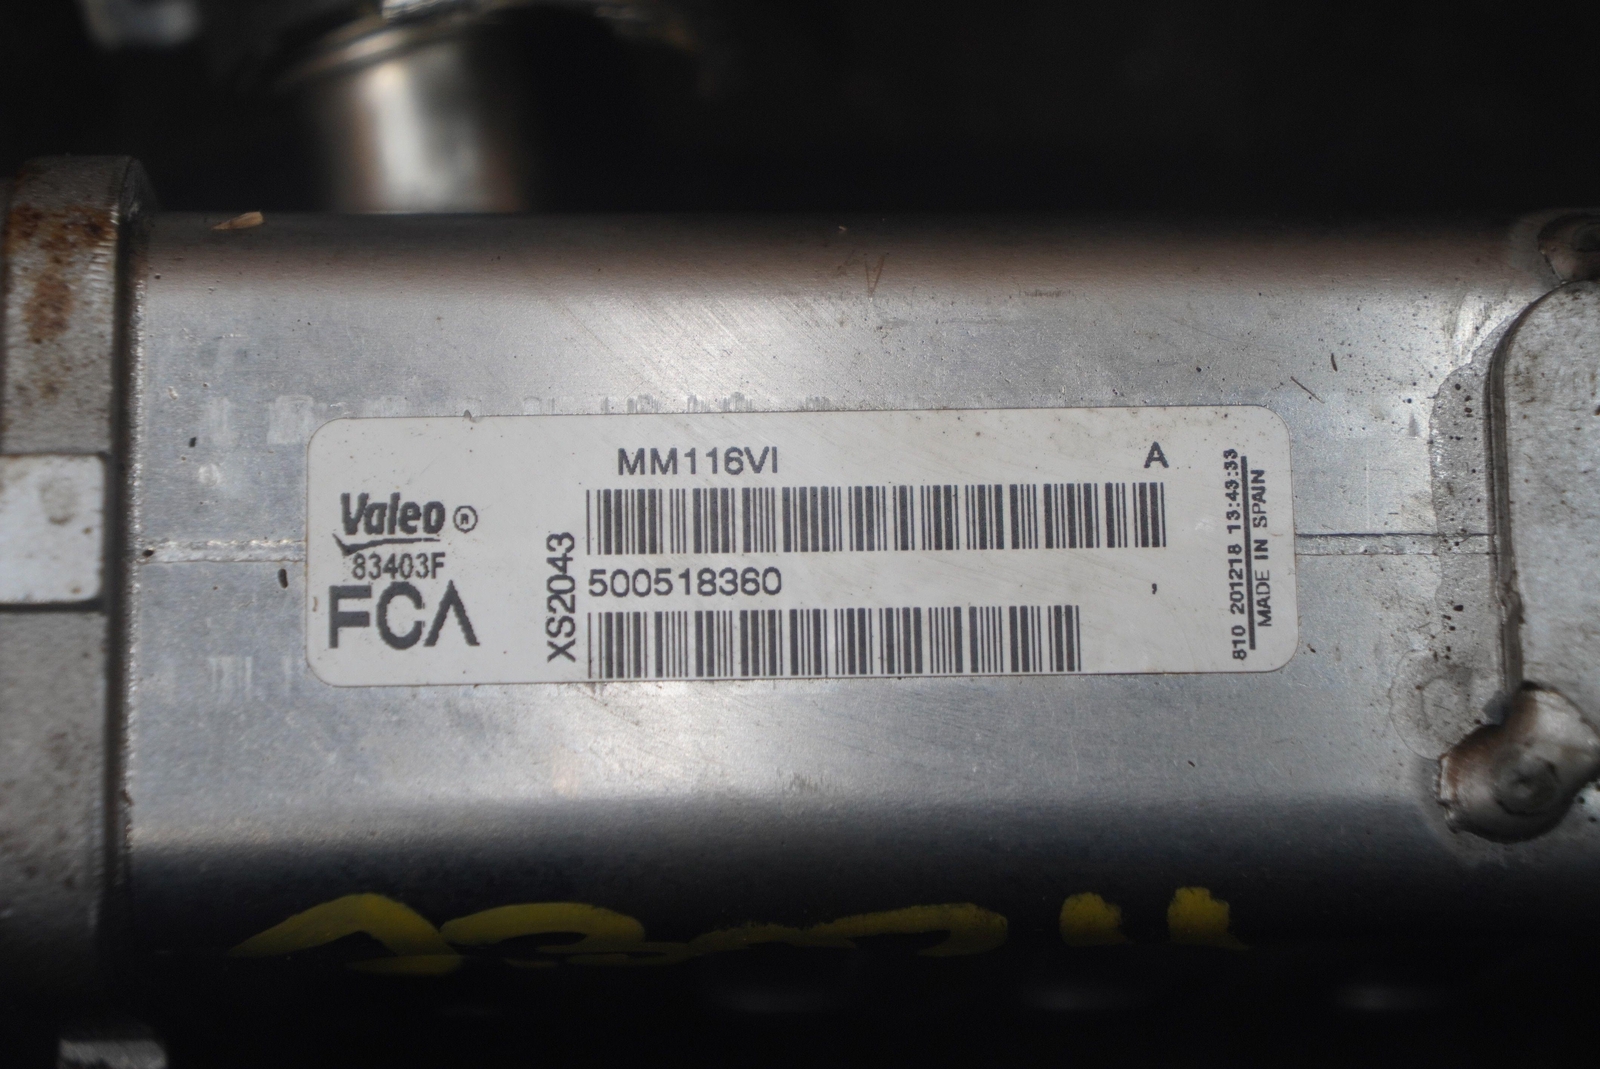 MM116VI A
Valeo ®
83403F
FCA
XS2043
500518360 ,
810 201218 13:43:33
MADE IN SPAIN